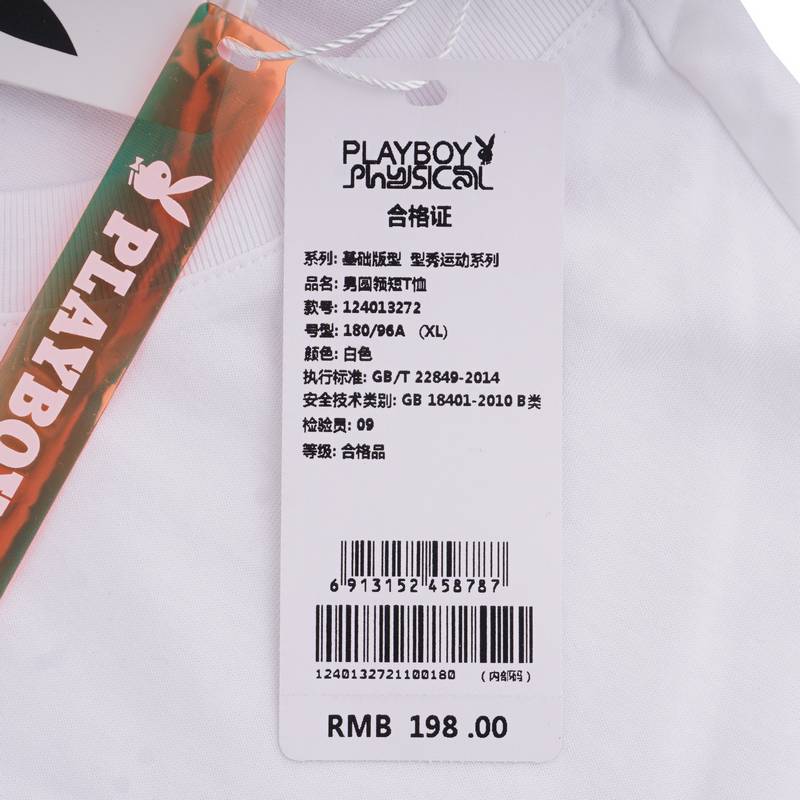 PLAYBOY
PLAYBOY
PhYSICAL
合格证
系列: 基础版型 型秀运动系列
品名: 男圆领短T恤
款号: 124013272
号型: 180/96A (XL)
颜色: 白色
执行标准: GB/T 22849-2014
安全技术类别: GB 18401-2010 B类
检验员: 09
等级: 合格品
6 913152 458787
1240132721100180 (内部码)
RMB 198.00